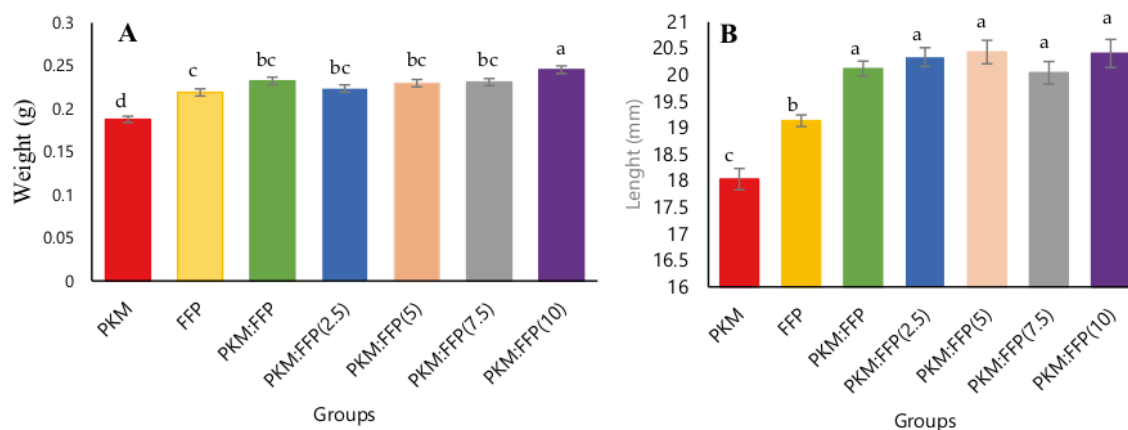 A
Weight (g)
0.3
0.25
0.2
0.15
0.1
0.05
0
d
c
bc
bc
bc
bc
a
PKM
FFP
PKM:FFP
PKM:FFP(2.5)
PKM:FFP(5)
PKM:FFP(7.5)
PKM:FFP(10)
Groups
B
Lenght (mm)
21
20.5
20
19.5
19
18.5
18
17.5
17
16.5
16
c
b
a
a
a
a
a
PKM
FFP
PKM:FFP
PKM:FFP(2.5)
PKM:FFP(5)
PKM:FFP(7.5)
PKM:FFP(10)
Groups